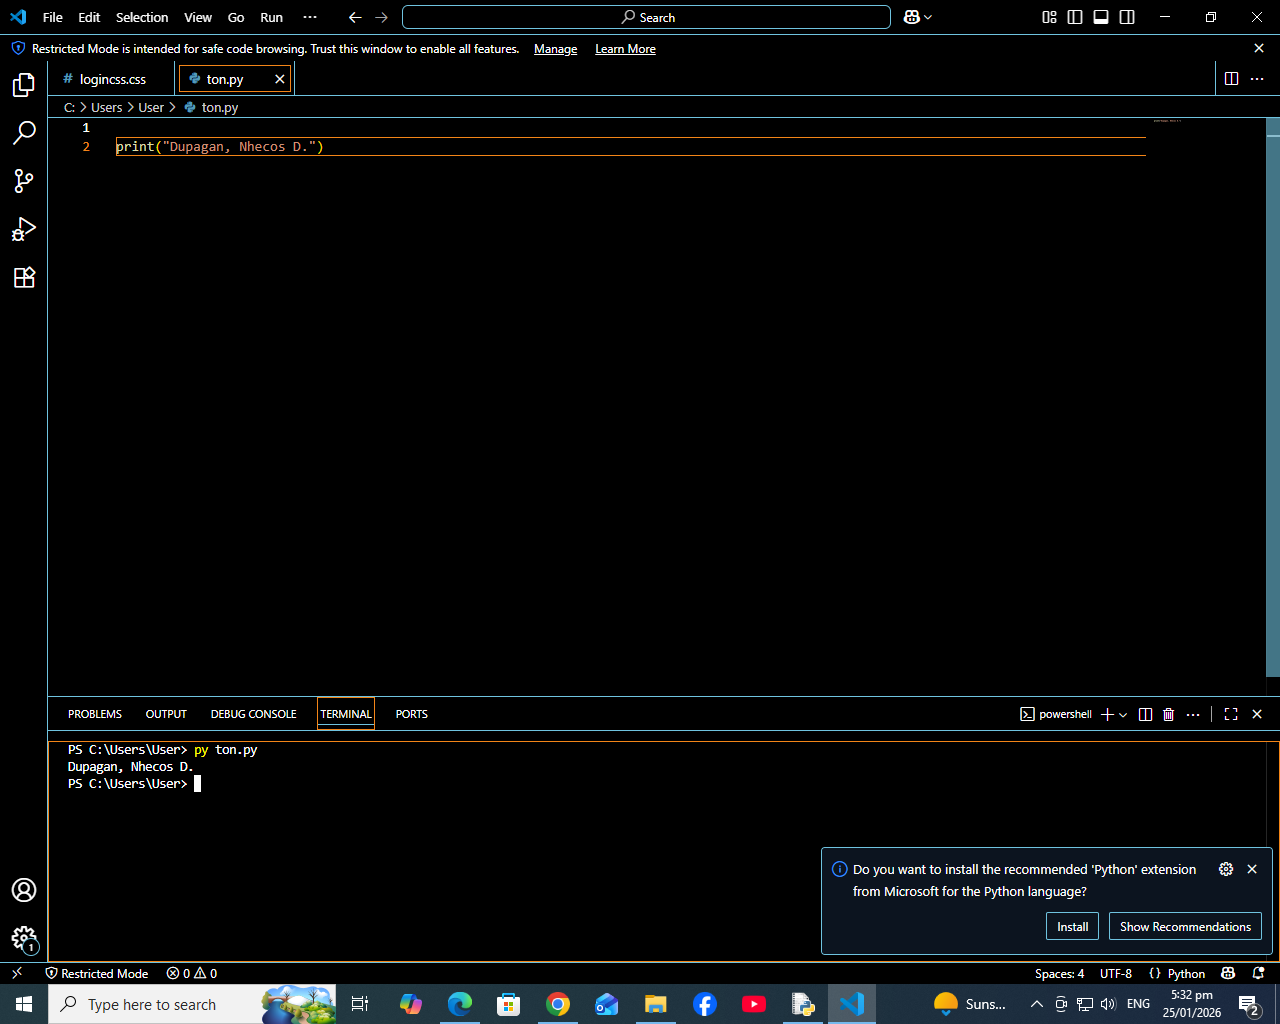 File Edit Selection View Go Run ··· Search
Restricted Mode is intended for safe code browsing. Trust this window to enable all features. Manage Learn More
# logincss.css ton.py
C: > Users > User > ton.py
1
2 print("Dupagan, Nhecos D.")
PROBLEMS OUTPUT DEBUG CONSOLE TERMINAL PORTS powershell
PS C:\Users\User> py ton.py
Dupagan, Nhecos D.
PS C:\Users\User>
Do you want to install the recommended 'Python' extension
from Microsoft for the Python language?
Install Show Recommendations
1
Restricted Mode 0 0 Spaces: 4 UTF-8 {} Python
Type here to search Suns... ENG 5:32 pm
25/01/2026 2